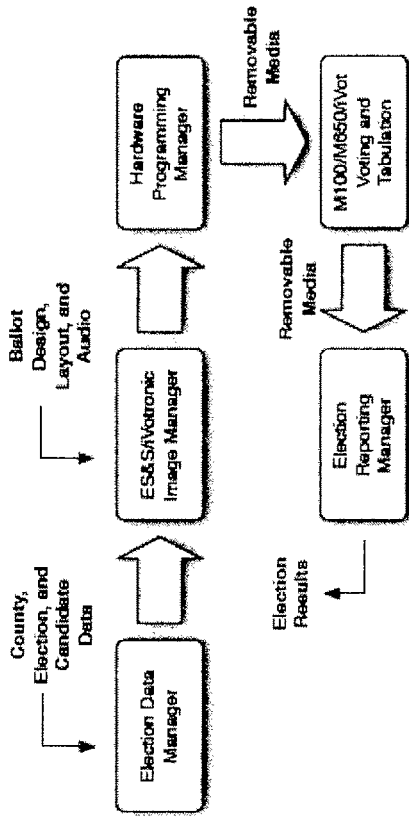 County,
Election, and
Candidate
Data
Ballot
Design,
Layout, and
Audio
Election Data
Manager
ES&S/iVotronic
Image Manager
Hardware
Programming
Manager
Removable
Media
M100/M650/iVot
Voting and
Tabulation
Removable
Media
Election
Reporting
Manager
Election
Results